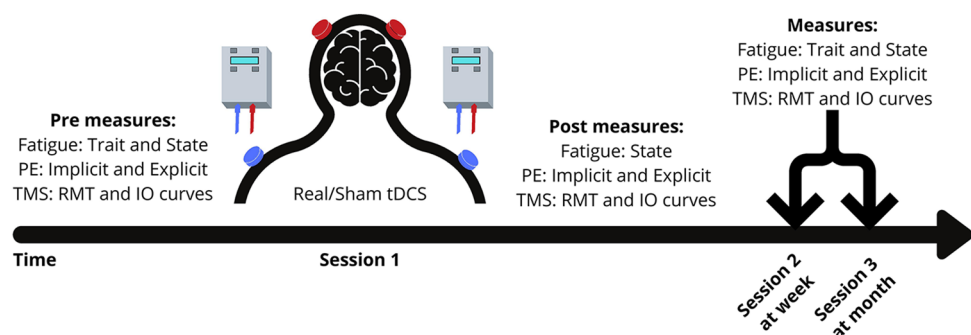 Pre measures:
Fatigue: Trait and State
PE: Implicit and Explicit
TMS: RMT and IO curves
Real/Sham tDCS
Post measures:
Fatigue: State
PE: Implicit and Explicit
TMS: RMT and IO curves
Measures:
Fatigue: Trait and State
PE: Implicit and Explicit
TMS: RMT and IO curves
Time
Session 1
Session 2
at week
Session 3
at month